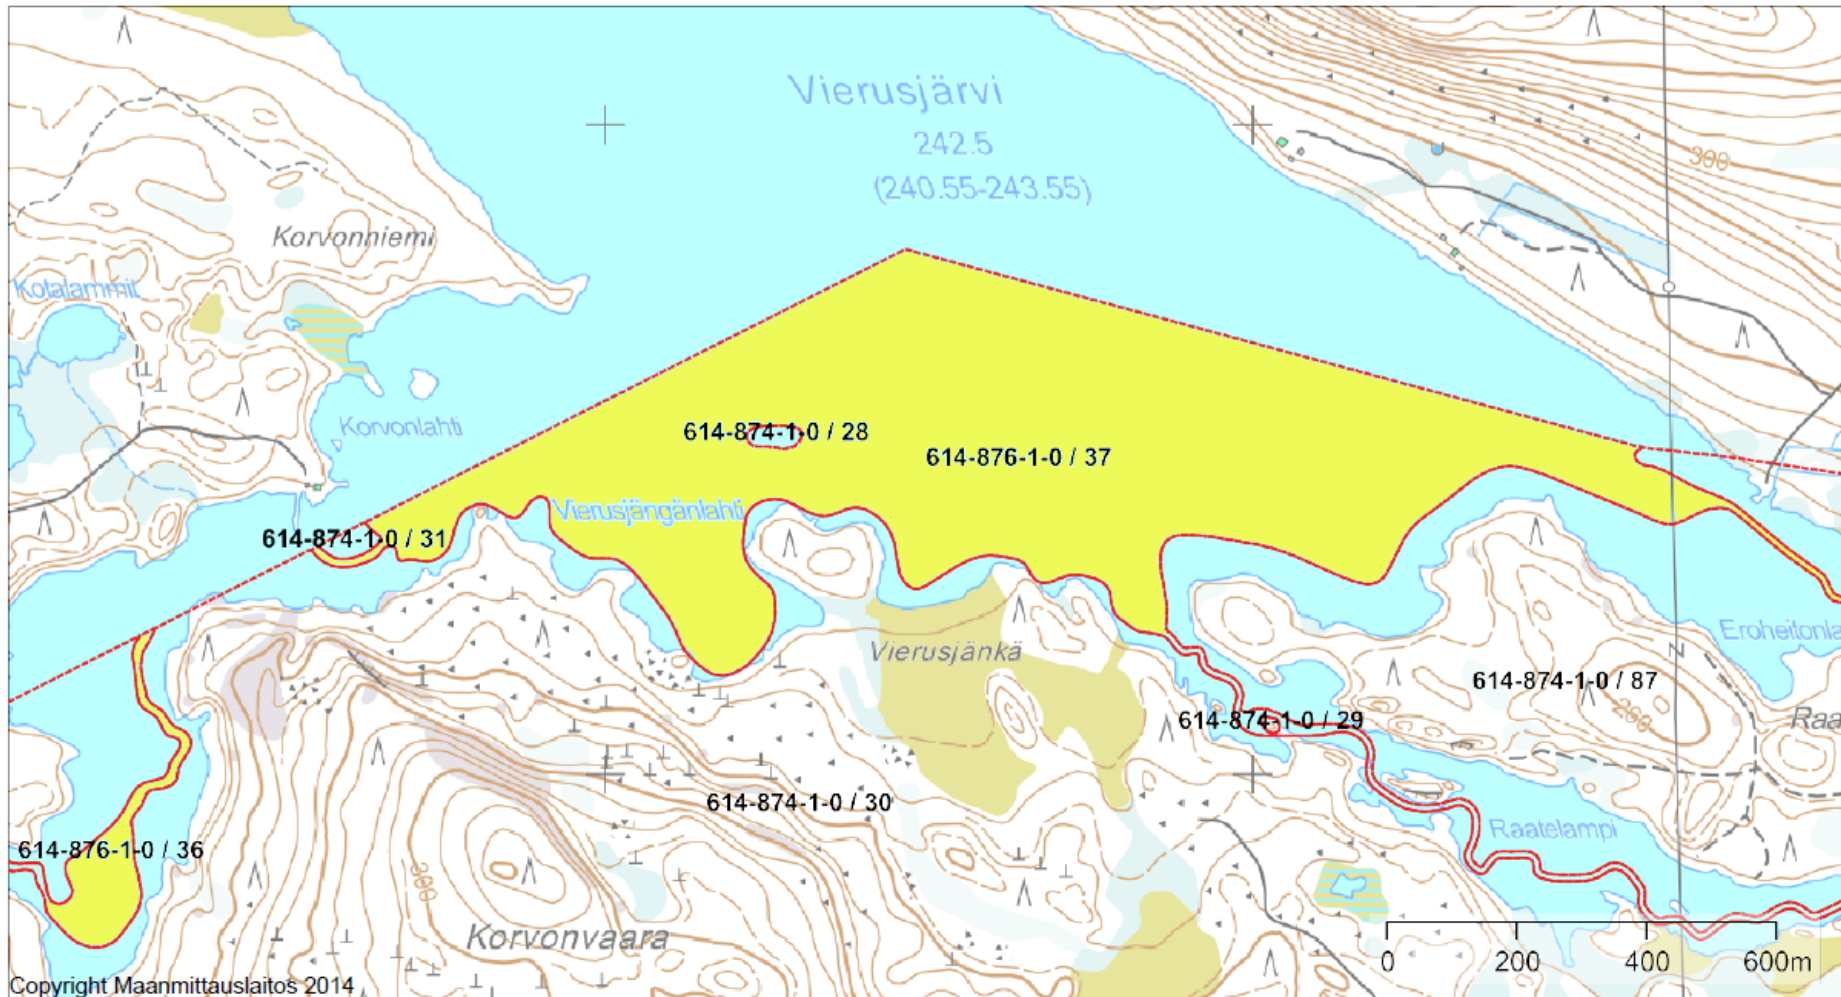 Vierusjärvi
242.5
(240.55-243.55)
300
Korvonniemi
Kotalammit
Korvonlahti
614-874-1-0 / 28
614-876-1-0 / 37
Vierusjängänlahti
614-874-1-0 / 31
Vierusjänkä
Eroheitonla
614-874-1-0 / 87
260
614-874-1-0 / 29
Raa
N
614-874-1-0 / 30
Raatelampi
614-876-1-0 / 36
300
Korvonvaara
0 200 400 600m
Copyright Maanmittauslaitos 2014